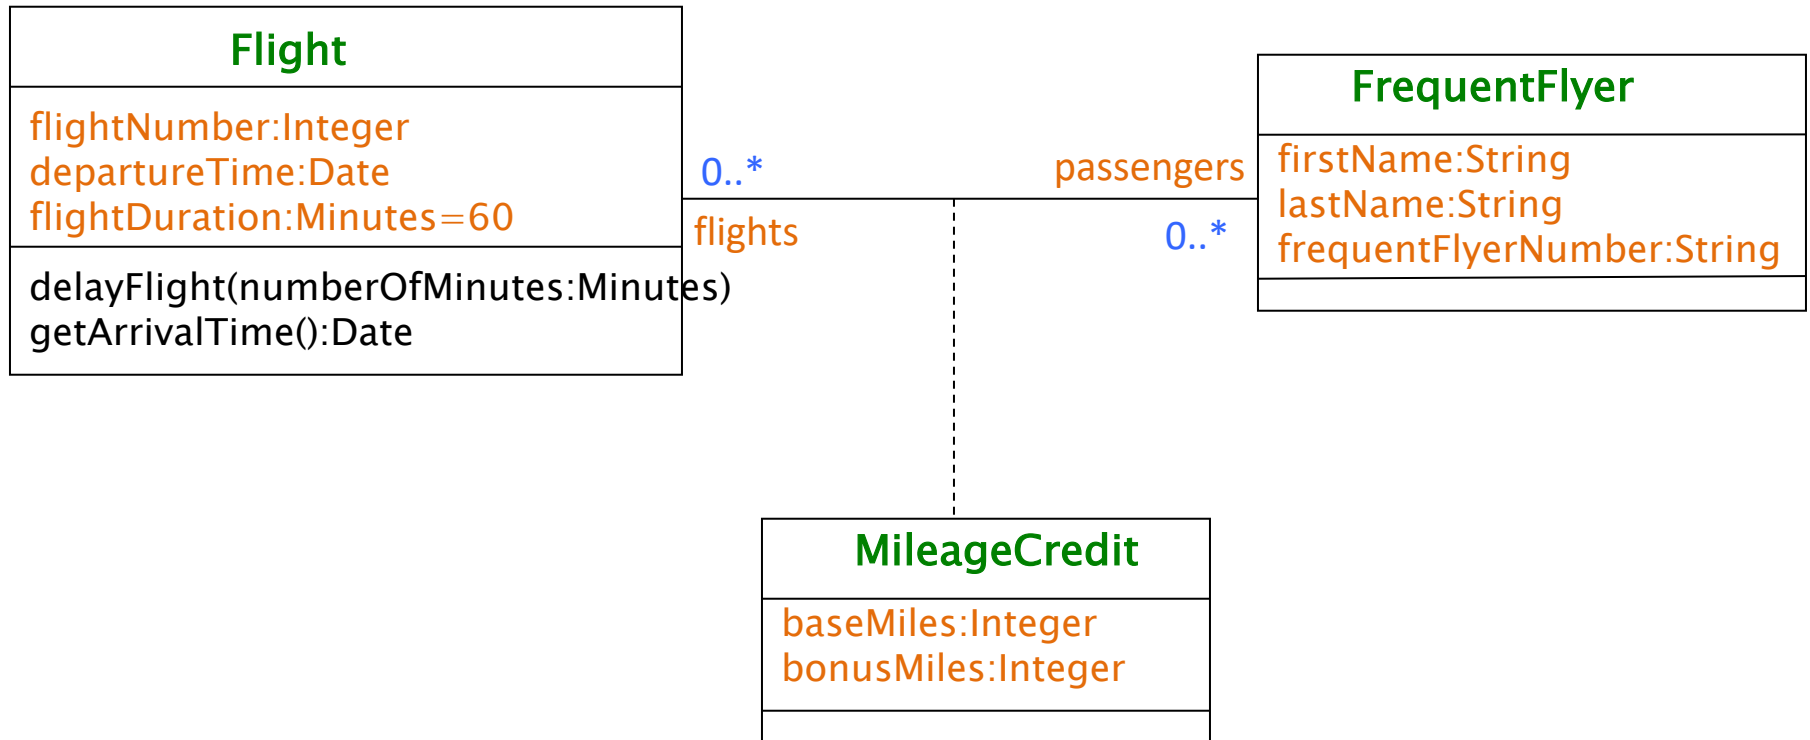 Flight
flightNumber:Integer
departureTime:Date
flightDuration:Minutes=60
delayFlight(numberOfMinutes:Minutes)
getArrivalTime():Date
0..*
flights
passengers
0..*
FrequentFlyer
firstName:String
lastName:String
frequentFlyerNumber:String
MileageCredit
baseMiles:Integer
bonusMiles:Integer